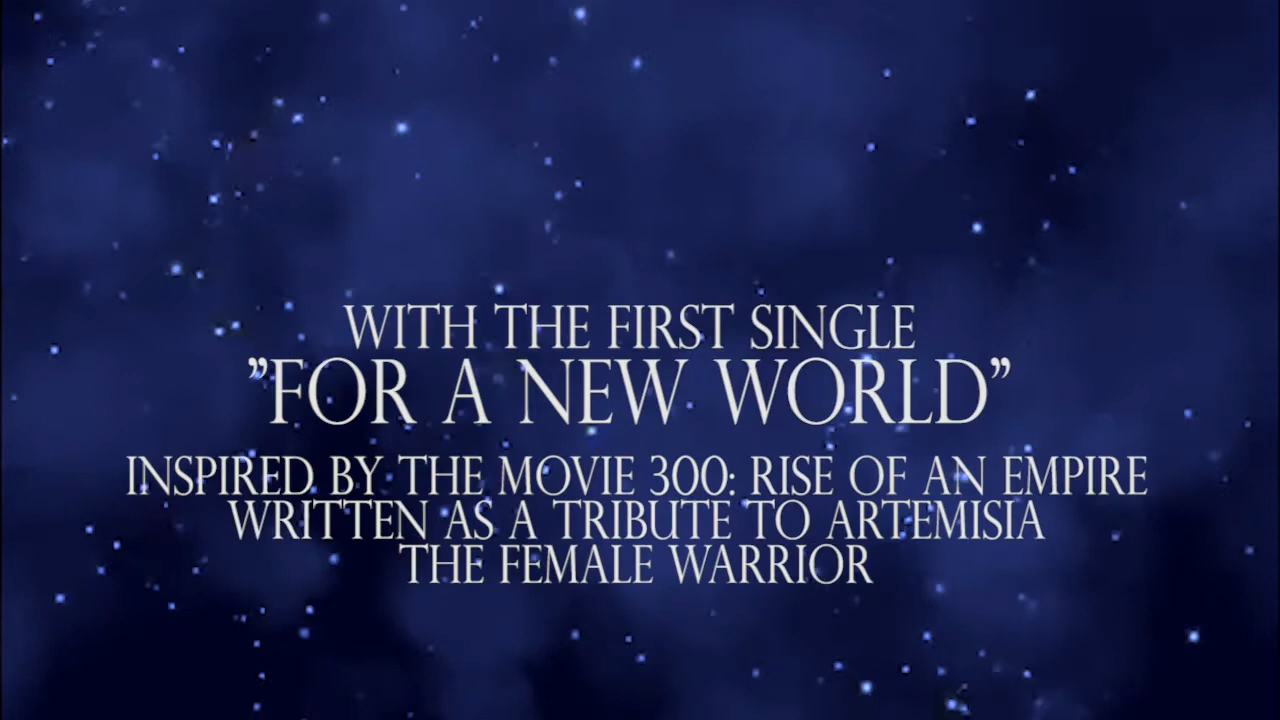 WITH THE FIRST SINGLE
"FOR A NEW WORLD"
INSPIRED BY THE MOVIE 300: RISE OF AN EMPIRE
WRITTEN AS A TRIBUTE TO ARTEMISIA
THE FEMALE WARRIOR